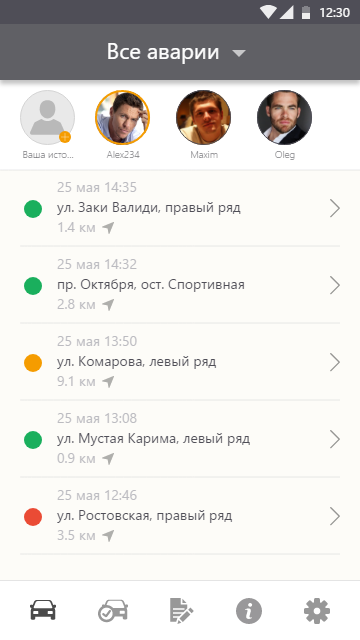 12:30
Все аварии
Ваша исто...
Alex234
Maxim
Oleg
25 мая 14:35
ул. Заки Валиди, правый ряд
1.4 км
25 мая 14:32
пр. Октября, ост. Спортивная
2.8 км
25 мая 13:50
ул. Комарова, левый ряд
9.1 км
25 мая 13:08
ул. Мустая Карима, левый ряд
0.9 км
25 мая 12:46
ул. Ростовская, правый ряд
3.5 км